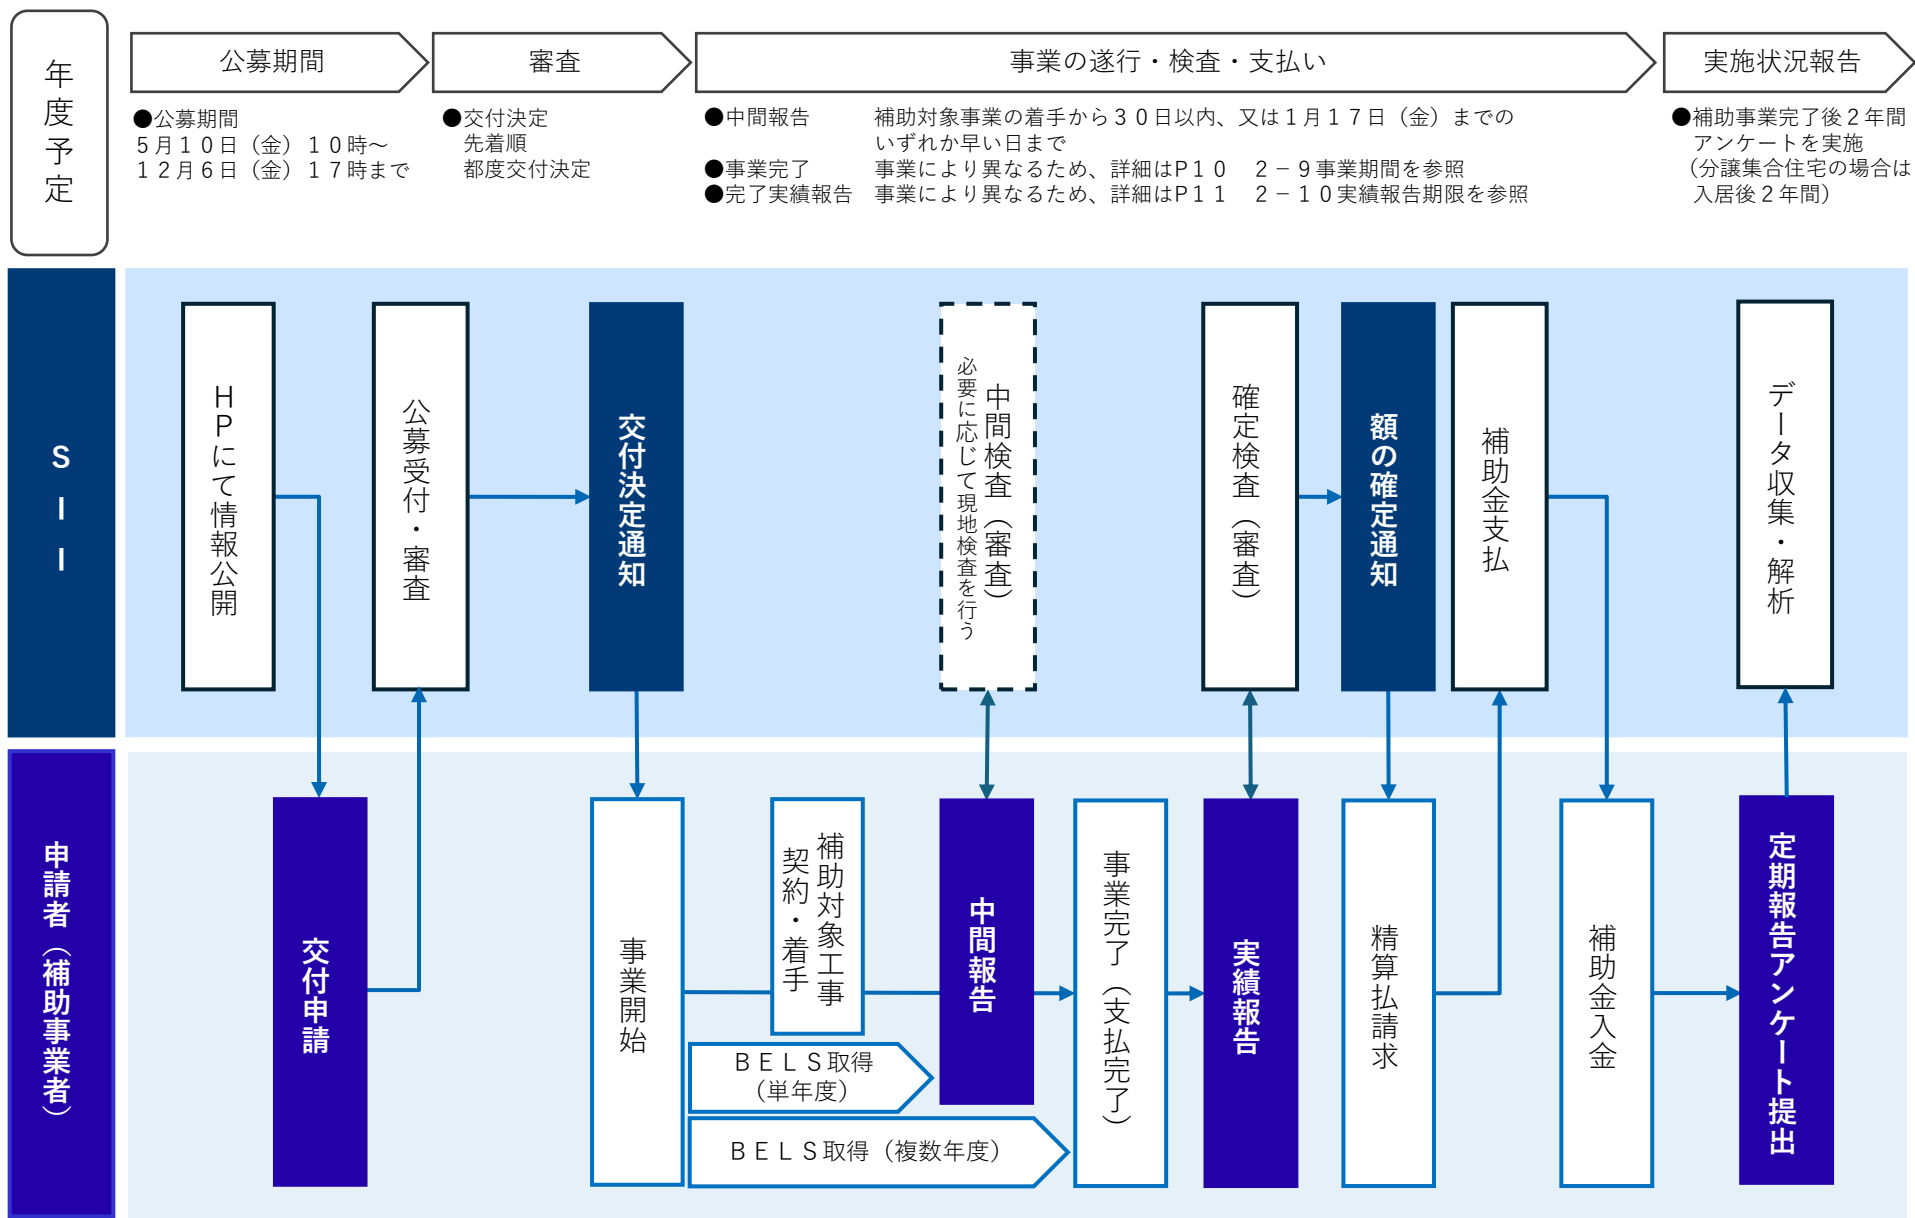 年度予定
公募期間
審査
事業の遂行・検査・支払い
実施状況報告
●公募期間
５月１０日（金）１０時～
１２月６日（金）１７時まで
●交付決定
先着順
都度交付決定
●中間報告　補助対象事業の着手から３０日以内、又は１月１７日（金）までの
いずれか早い日まで
●事業完了　事業により異なるため、詳細はP１０　２－９事業期間を参照
●完了実績報告　事業により異なるため、詳細はP１１　２－１０実績報告期限を参照
●補助事業完了後２年間
アンケートを実施
（分譲集合住宅の場合は
入居後２年間）
ＳＩＩ
ＨＰにて情報公開
公募受付・審査
交付決定通知
中間検査（審査）
必要に応じて現地検査を行う
確定検査（審査）
額の確定通知
補助金支払
データ収集・解析
申請者（補助事業者）
交付申請
事業開始
補助対象工事
契約・着手
中間報告
事業完了（支払完了）
実績報告
精算払請求
補助金入金
定期報告アンケート提出
ＢＥＬＳ取得
（単年度）
ＢＥＬＳ取得（複数年度）